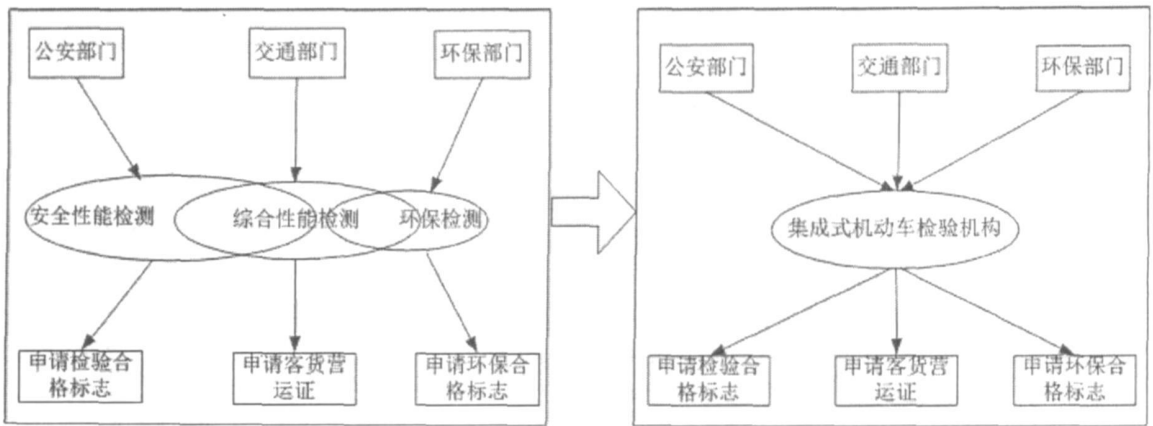 公安部门
交通部门
环保部门
安全性能检测
综合性能检测
环保检测
申请检验合
格标志
申请客货营
运证
申请环保合
格标志
公安部门
交通部门
环保部门
集成式机动车检验机构
申请检验合
格标志
申请客货营
运证
申请环保合
格标志